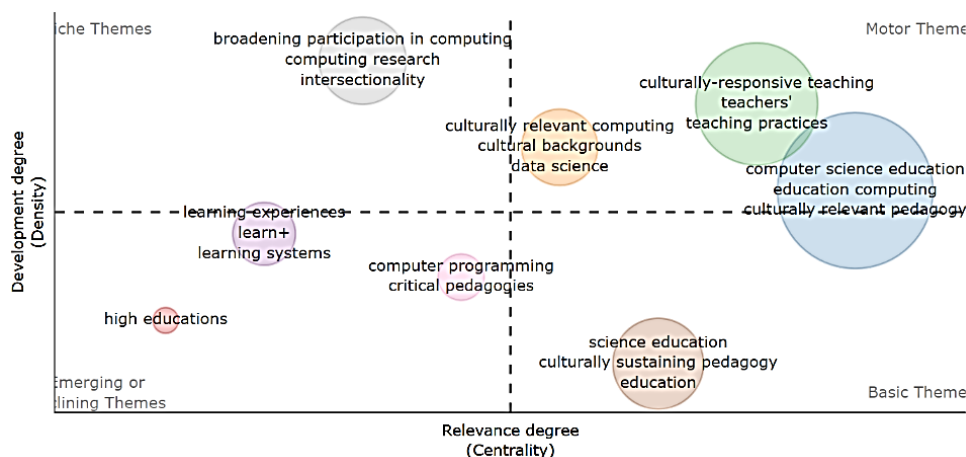 iche Themes
Motor Theme
broadening participation in computing
computing research
intersectionality
culturally-responsive teaching
teachers'
teaching practices
culturally relevant computing
cultural backgrounds
data science
computer science education
education computing
culturally relevant pedagogy
learning experiences
learn+
learning systems
computer programming
critical pedagogies
high educations
science education
culturally sustaining pedagogy
education
Emerging or
clining Themes
Basic Theme
Development degree
(Density)
Relevance degree
(Centrality)